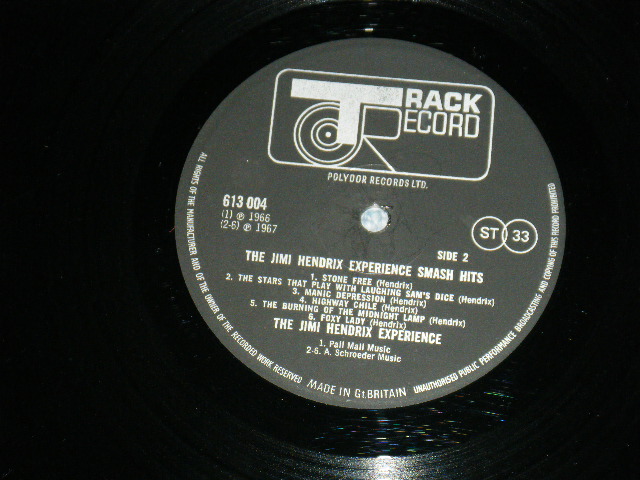 TRACK
RECORD
POLYDOR RECORDS LTD.
613 004
(1) ℗ 1966
(2-6) ℗ 1967
ST 33
SIDE 2
THE JIMI HENDRIX EXPERIENCE SMASH HITS
1. STONE FREE (Hendrix)
2. THE STARS THAT PLAY WITH LAUGHING SAM'S DICE (Hendrix)
3. MANIC DEPRESSION (Hendrix)
4. HIGHWAY CHILE (Hendrix)
5. THE BURNING OF THE MIDNIGHT LAMP (Hendrix)
6. FOXY LADY (Hendrix)
THE JIMI HENDRIX EXPERIENCE
1. Pall Mall Music
2-6. A. Schroeder Music
ALL RIGHTS OF THE MANUFACTURER AND OF THE OWNER OF THE RECORDED WORK RESERVED
MADE IN Gt. BRITAIN
UNAUTHORISED PUBLIC PERFORMANCE BROADCASTING AND COPYING OF THIS RECORD PROHIBITED